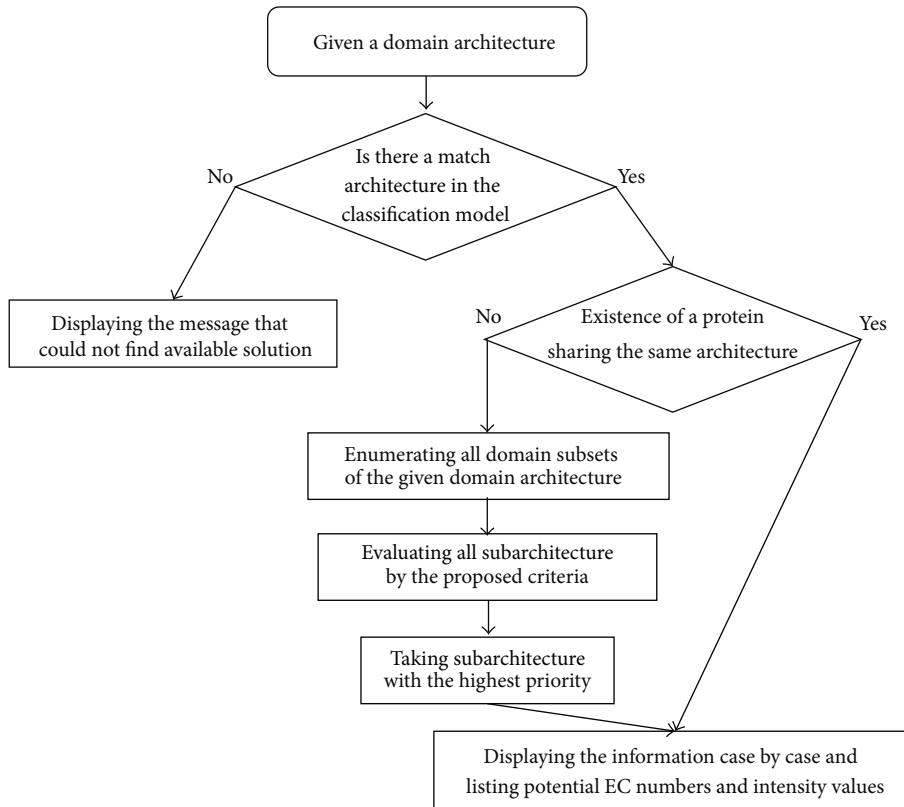 Given a domain architecture
Is there a match
architecture in the
classification model
No
Yes
Displaying the message that
could not find available solution
Existence of a protein
sharing the same architecture
No
Yes
Enumerating all domain subsets
of the given domain architecture
Evaluating all subarchitecture
by the proposed criteria
Taking subarchitecture
with the highest priority
Displaying the information case by case and
listing potential EC numbers and intensity values